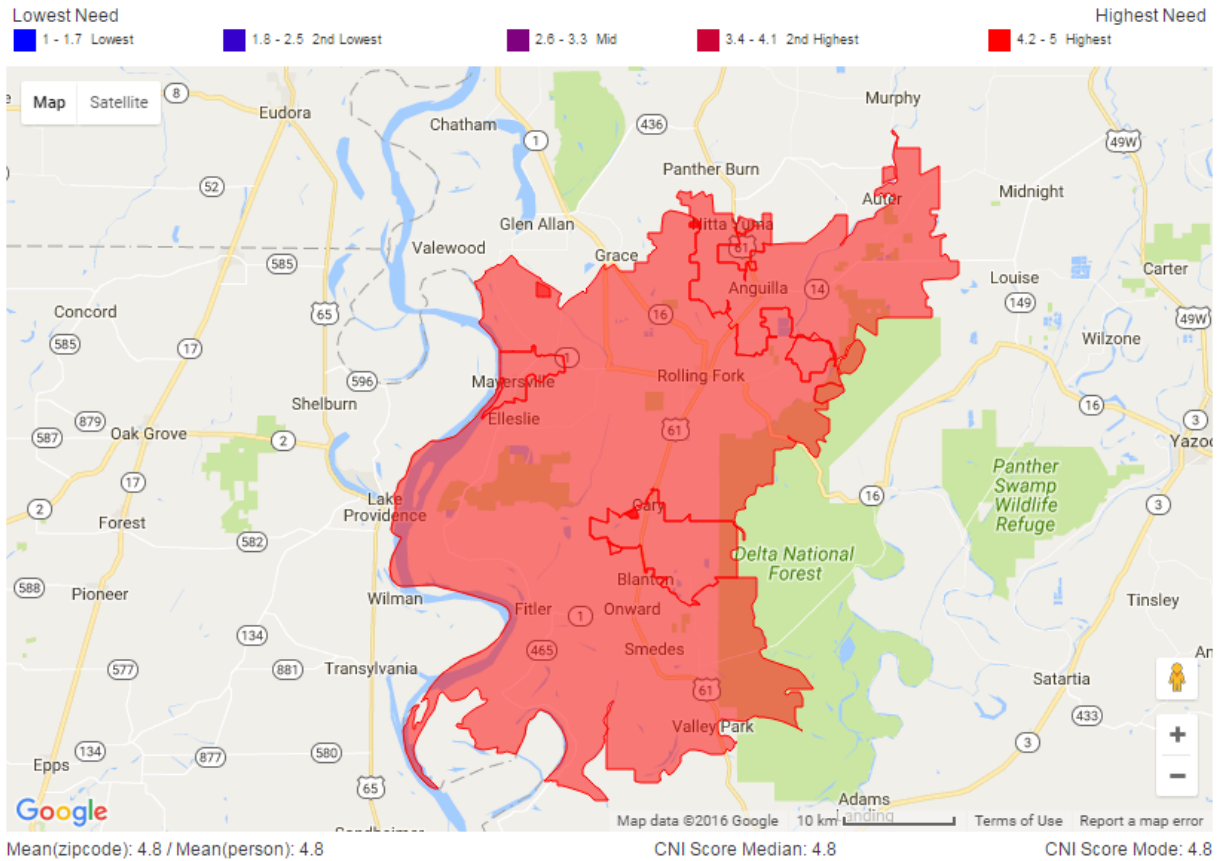 Lowest Need
Highest Need
1 - 1.7 Lowest
1.8 - 2.5 2nd Lowest
2.6 - 3.3 Mid
3.4 - 4.1 2nd Highest
4.2 - 5 Highest
Map
Satellite
8
Murphy
Eudora
Chatham
436
1
49W
Panther Burn
52
Midnight
Auter
Glen Allan
Nitta Yuma
Valewood
61
Grace
585
Carter
Louise
Anguilla
14
149
Concord
65
16
49W
585
Wilmzone
17
1
Rolling Fork
596
Mayersville
Shelburn
16
879
Elleslie
3
587
Oak Grove
2
61
Yazoo
17
Panther
Swamp
Wildlife
Refuge
16
Lake
Providence
2
Gary
3
Forest
582
Delta National
Forest
588
Blanton
Pioneer
Wilman
Fitler
1
Onward
Tinsley
134
465
Smedes
577
881
Transylvania
An
61
Satartia
433
Valley Park
134
877
580
3
Epps
65
Adams
Landing
Google
Map data ©2016 Google
10 km
Terms of Use
Report a map error
Sondheimer
Mean(zipcode): 4.8 / Mean(person): 4.8
CNI Score Median: 4.8
CNI Score Mode: 4.8